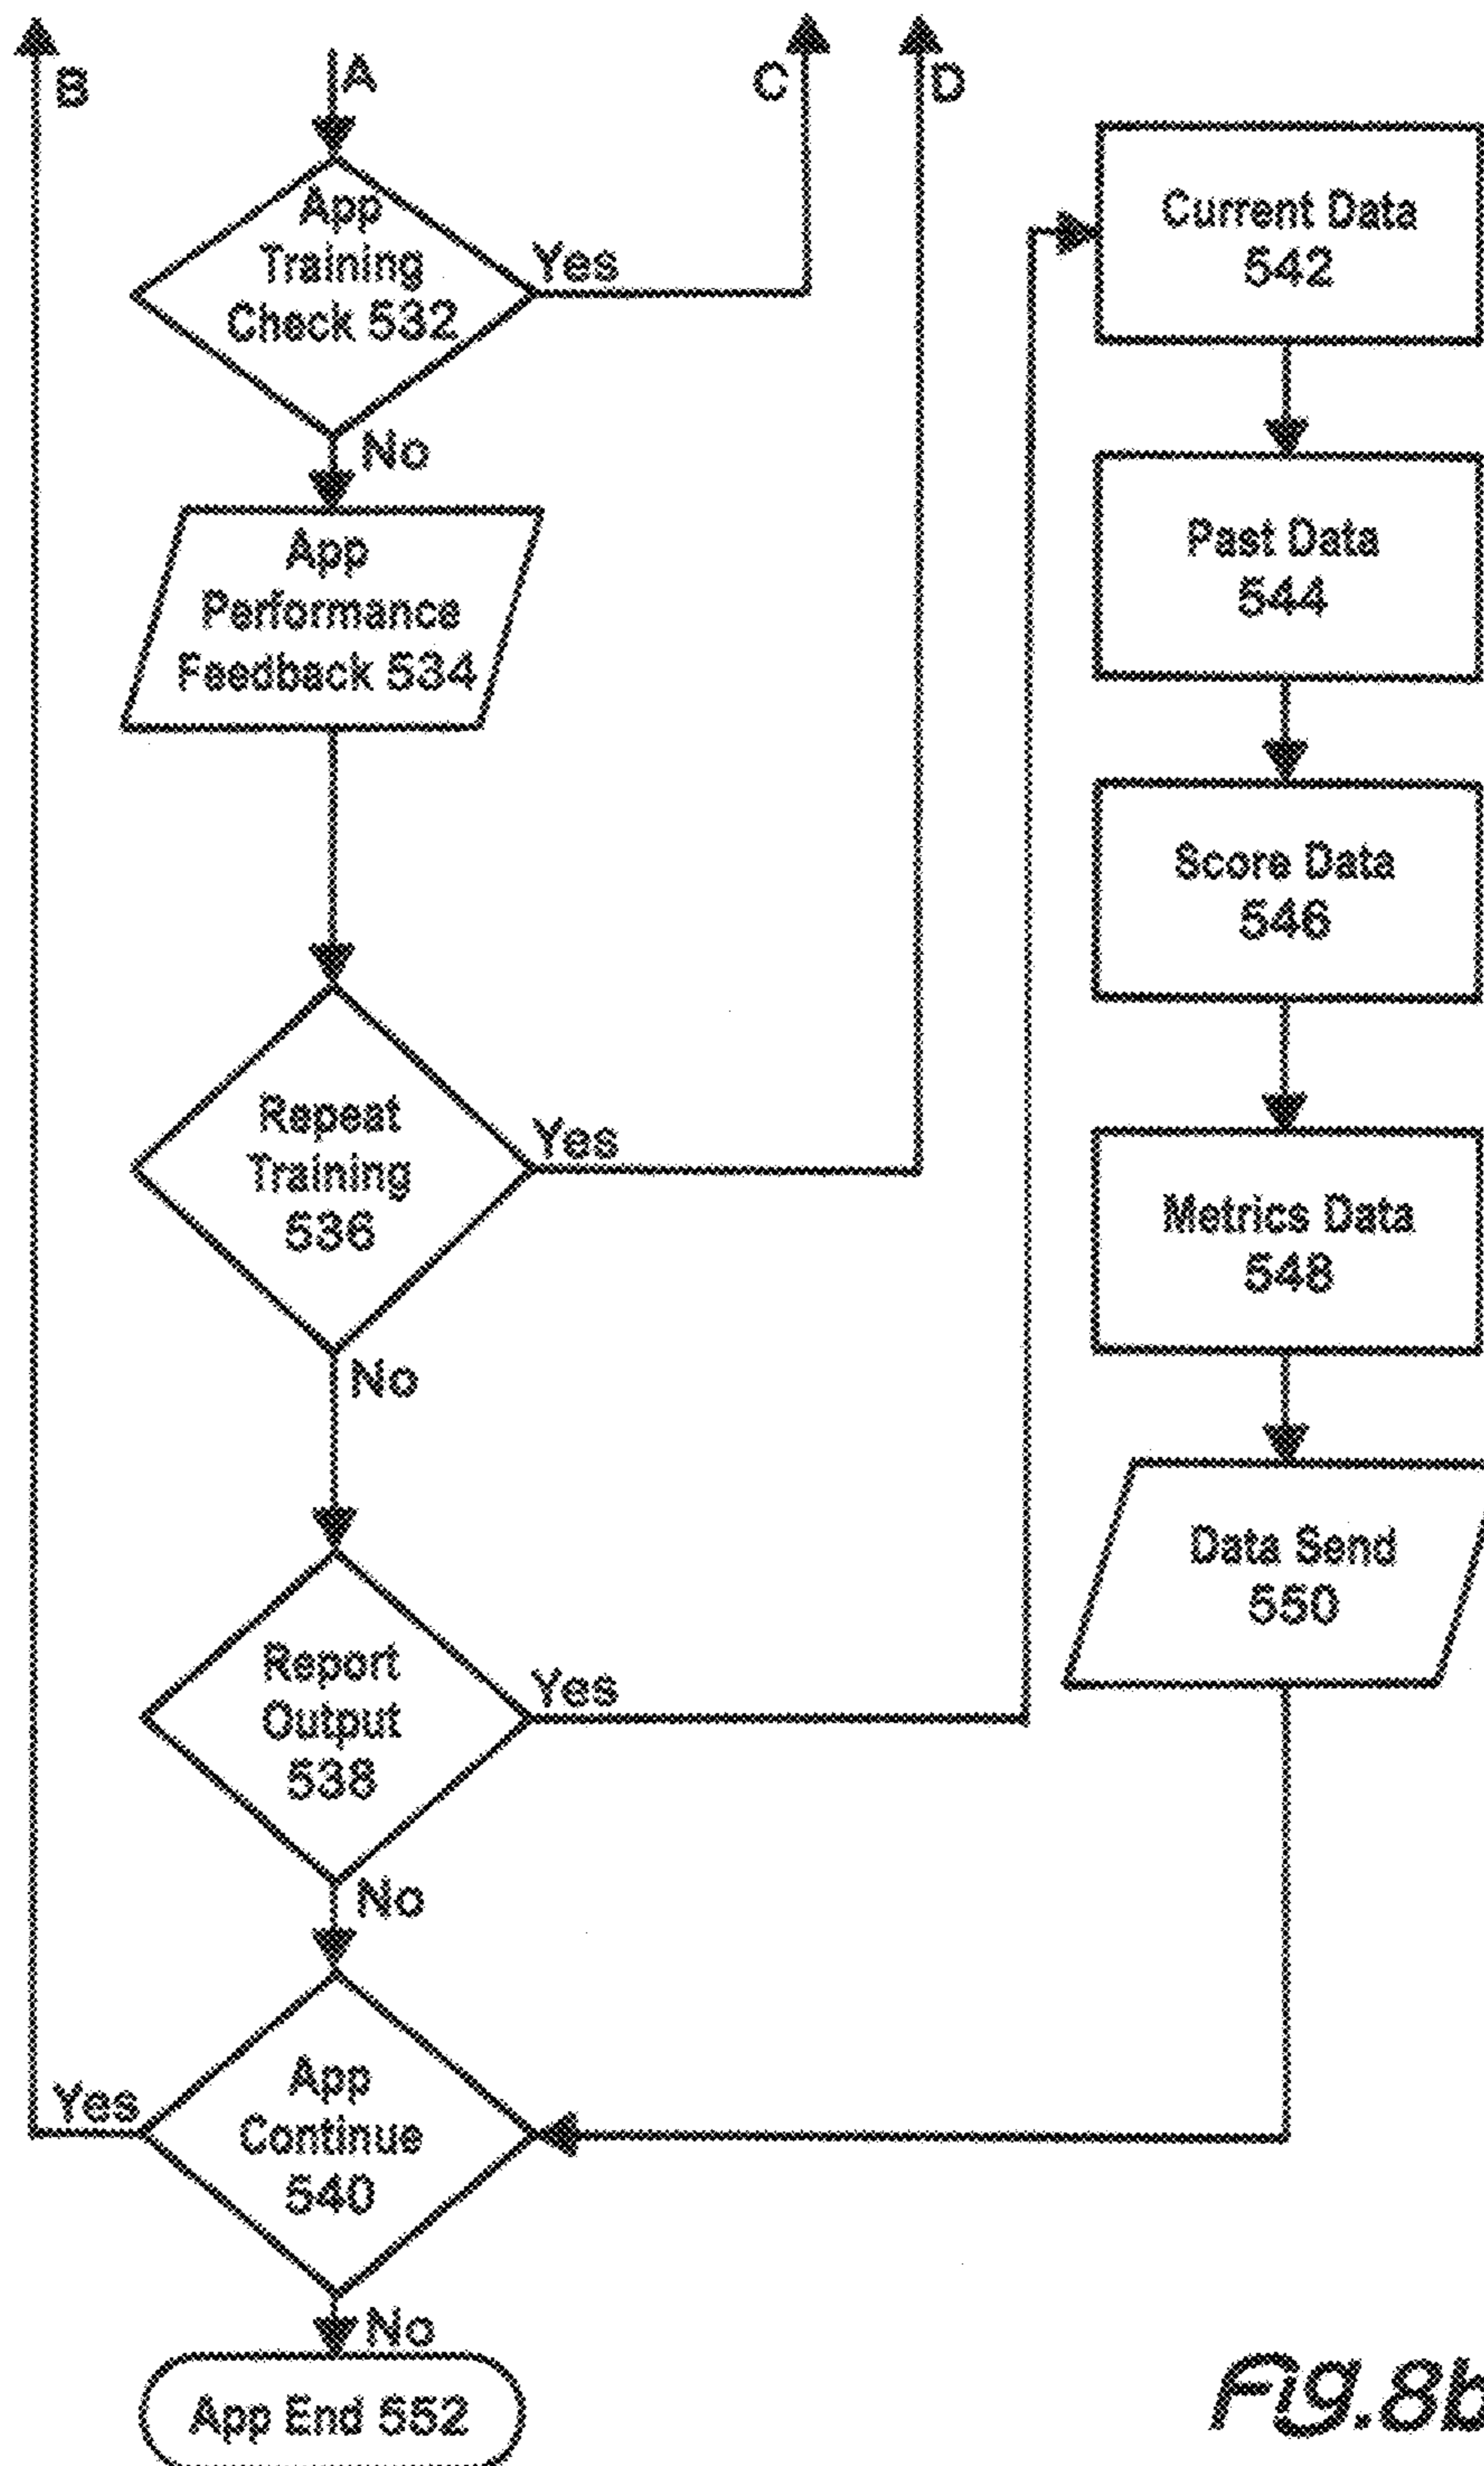 B
A
C
D
App
Training
Check 532
Yes
No
App
Performance
Feedback 534
Repeat
Training
536
Yes
No
Report
Output
538
Yes
No
App
Continue
540
Yes
No
App End 552
Current Data
542
Past Data
544
Score Data
546
Metrics Data
548
Data Send
550
Fig.8b